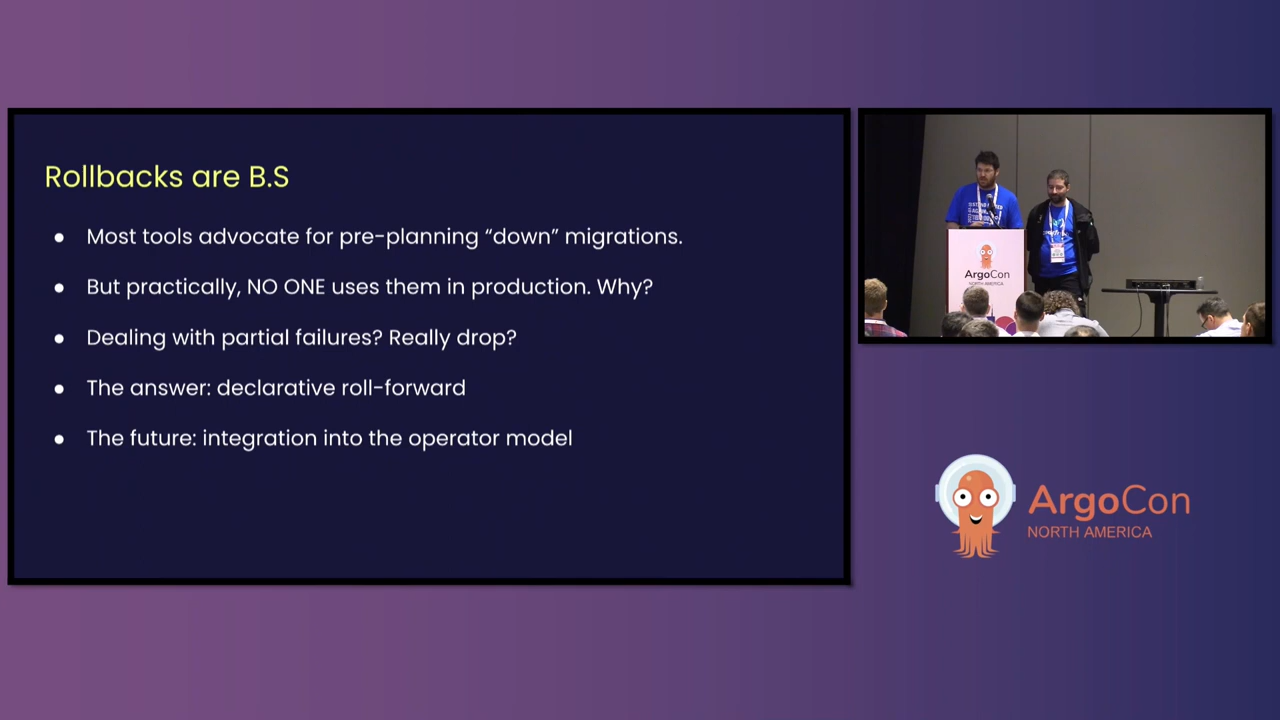 Rollbacks are B.S
● Most tools advocate for pre-planning “down” migrations.
● But practically, NO ONE uses them in production. Why?
● Dealing with partial failures? Really drop?
● The answer: declarative roll-forward
● The future: integration into the operator model
ArgoCon
NORTH AMERICA
ArgoCon
NORTH AMERICA